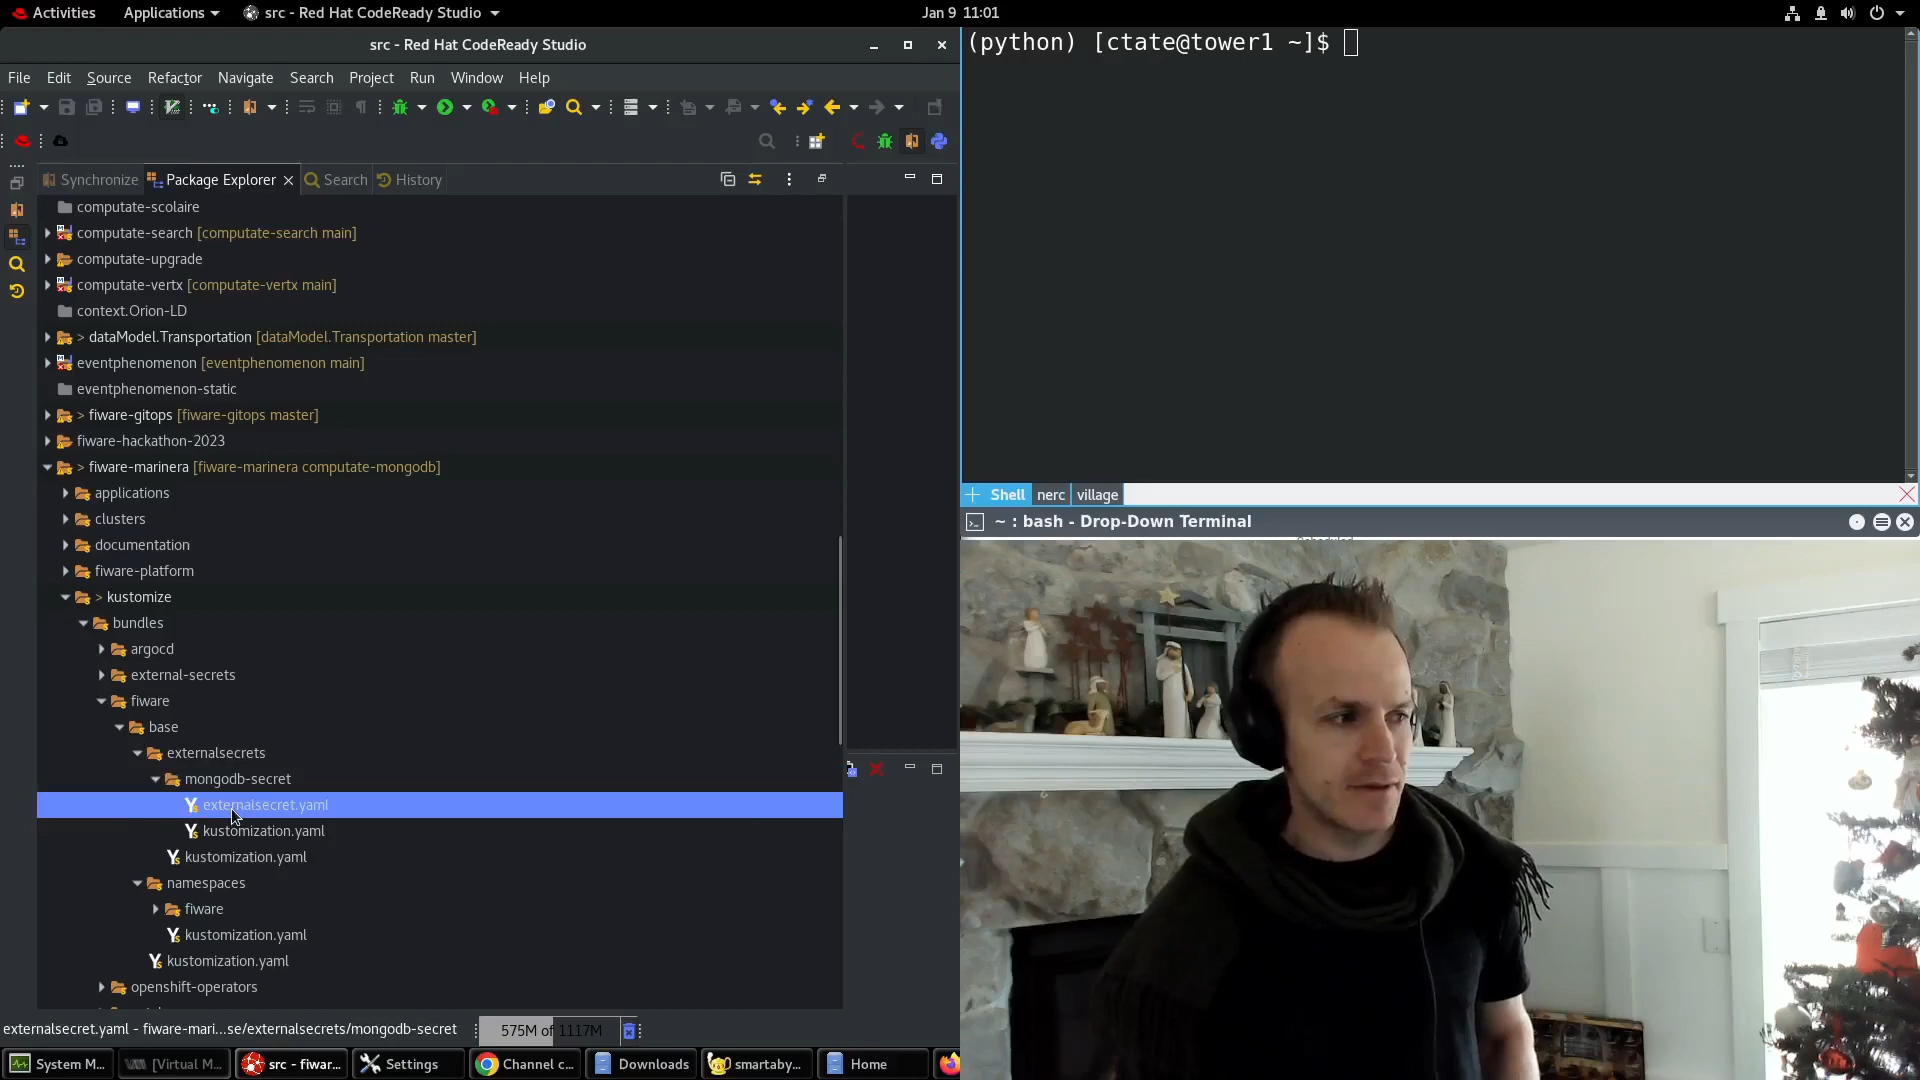 Activities Applications src - Red Hat CodeReady Studio Jan 9 11:01
src - Red Hat CodeReady Studio
File Edit Source Refactor Navigate Search Project Run Window Help
Synchronize Package Explorer Search History
computate-scolaire
computate-search [computate-search main]
computate-upgrade
computate-vertx [computate-vertx main]
context.Orion-LD
> dataModel.Transportation [dataModel.Transportation master]
eventphenomenon [eventphenomenon main]
eventphenomenon-static
> fiware-gitops [fiware-gitops master]
fiware-hackathon-2023
> fiware-marinera [fiware-marinera computate-mongodb]
applications
clusters
documentation
fiware-platform
> kustomize
bundles
argocd
external-secrets
fiware
base
externalsecrets
mongodb-secret
externalsecret.yaml
kustomization.yaml
kustomization.yaml
namespaces
fiware
kustomization.yaml
kustomization.yaml
openshift-operators
externalsecret.yaml - fiware-mari...se/externalsecrets/mongodb-secret 575M of 1117M
(python) [ctate@tower1 ~]$
Shell nerc village
~ : bash - Drop-Down Terminal
System M... [Virtual M... src - fiwar... Settings Channel c... Downloads smartaby... Home